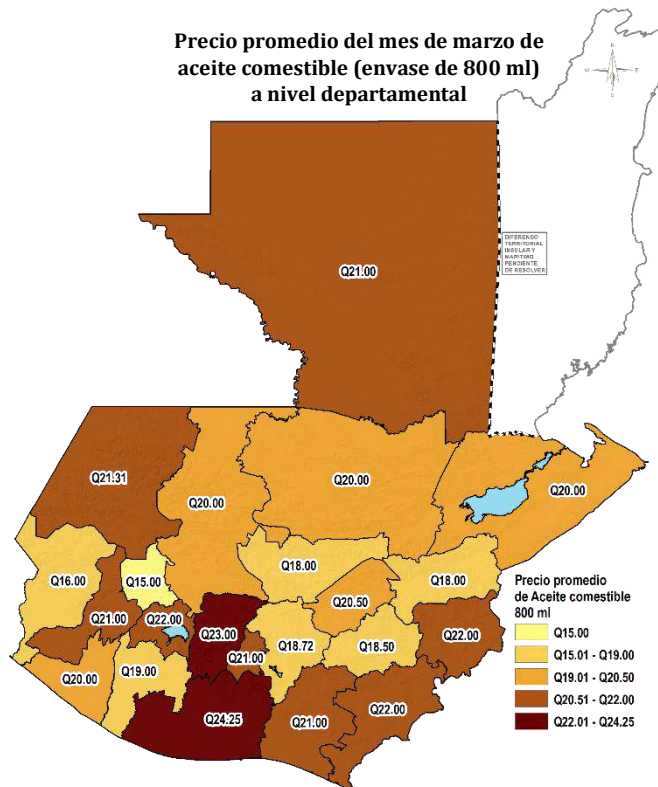 Precio promedio del mes de marzo de
aceite comestible (envase de 800 ml)
a nivel departamental
N
O
E
S
DIFERENDO
TERRITORIAL
INSULAR Y
MARÍTIMO
PENDIENTE
DE RESOLVER
Q21.00
Q21.31
Q20.00
Q20.00
Q20.00
Q16.00
Q15.00
Q18.00
Q18.00
Q20.50
Q21.00
Q22.00
Q23.00
Q18.72
Q18.50
Q22.00
Q21.00
Q20.00
Q19.00
Q24.25
Q21.00
Q22.00
Precio promedio
de Aceite comestible
800 ml
Q15.00
Q15.01 - Q19.00
Q19.01 - Q20.50
Q20.51 - Q22.00
Q22.01 - Q24.25